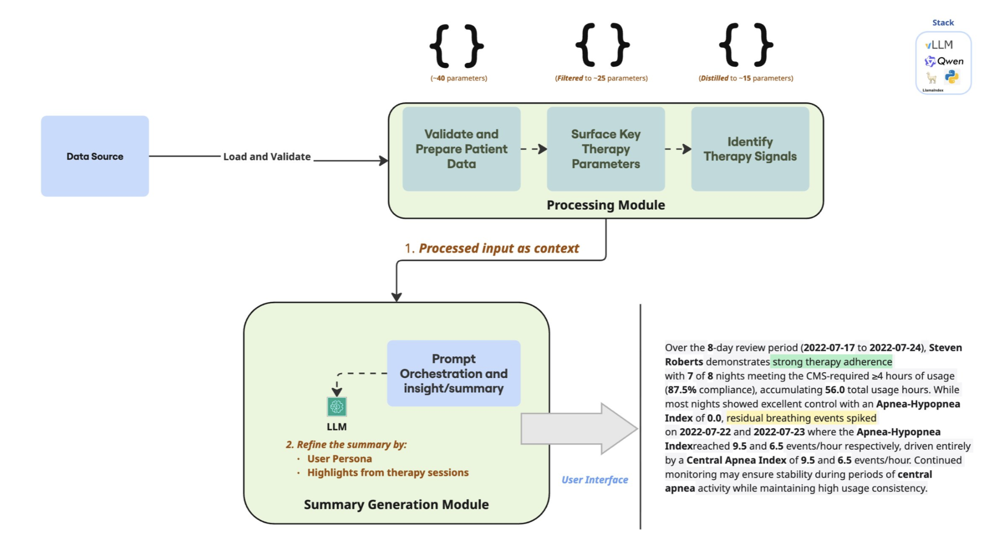 Stack
vLLM
Qwen
LlamaIndex
{ } { } { }
(~40 parameters)
(Filtered to ~25 parameters)
(Distilled to ~15 parameters)
Data Source
Load and Validate
Validate and
Prepare Patient
Data
Surface Key
Therapy
Parameters
Identify
Therapy Signals
Processing Module
1. Processed input as context
Prompt
Orchestration and
insight/summary
LLM
2. Refine the summary by:
· User Persona
· Highlights from therapy sessions
Summary Generation Module
User Interface
Over the 8-day review period (2022-07-17 to 2022-07-24), Steven
Roberts demonstrates strong therapy adherence
with 7 of 8 nights meeting the CMS-required ≥4 hours of usage
(87.5% compliance), accumulating 56.0 total usage hours. While
most nights showed excellent control with an Apnea-Hypopnea
Index of 0.0, residual breathing events spiked
on 2022-07-22 and 2022-07-23 where the Apnea-Hypopnea
Indexreached 9.5 and 6.5 events/hour respectively, driven entirely
by a Central Apnea Index of 9.5 and 6.5 events/hour. Continued
monitoring may ensure stability during periods of central
apnea activity while maintaining high usage consistency.